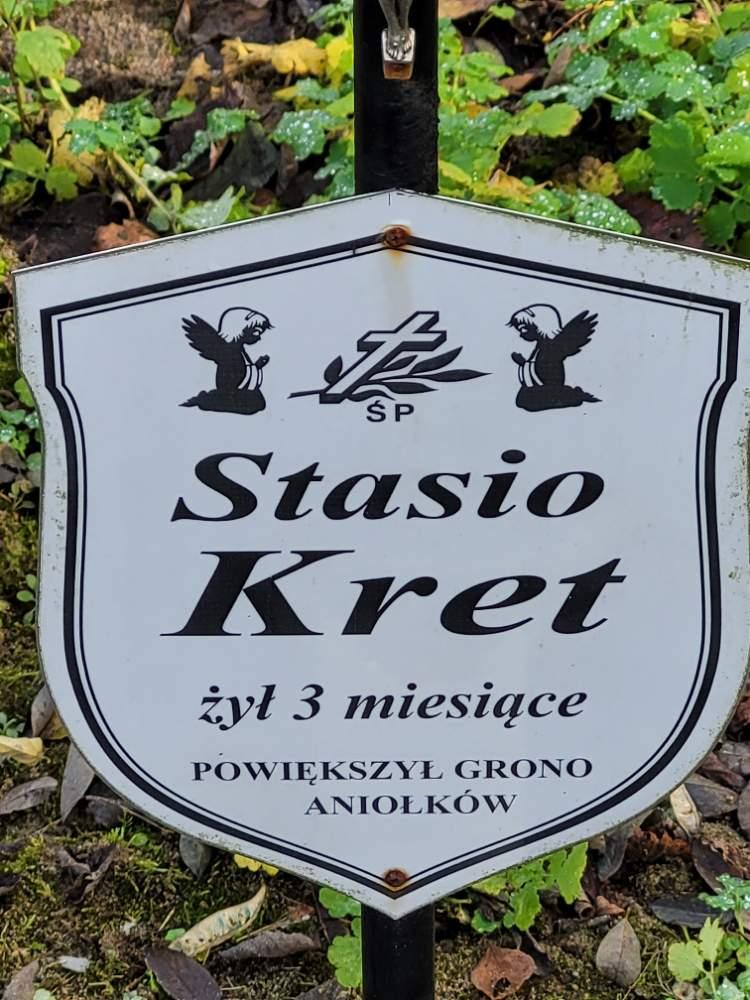 ŚP
Stasio
Kret
żył 3 miesiące
POWIĘKSZYŁ GRONO
ANIOŁKÓW